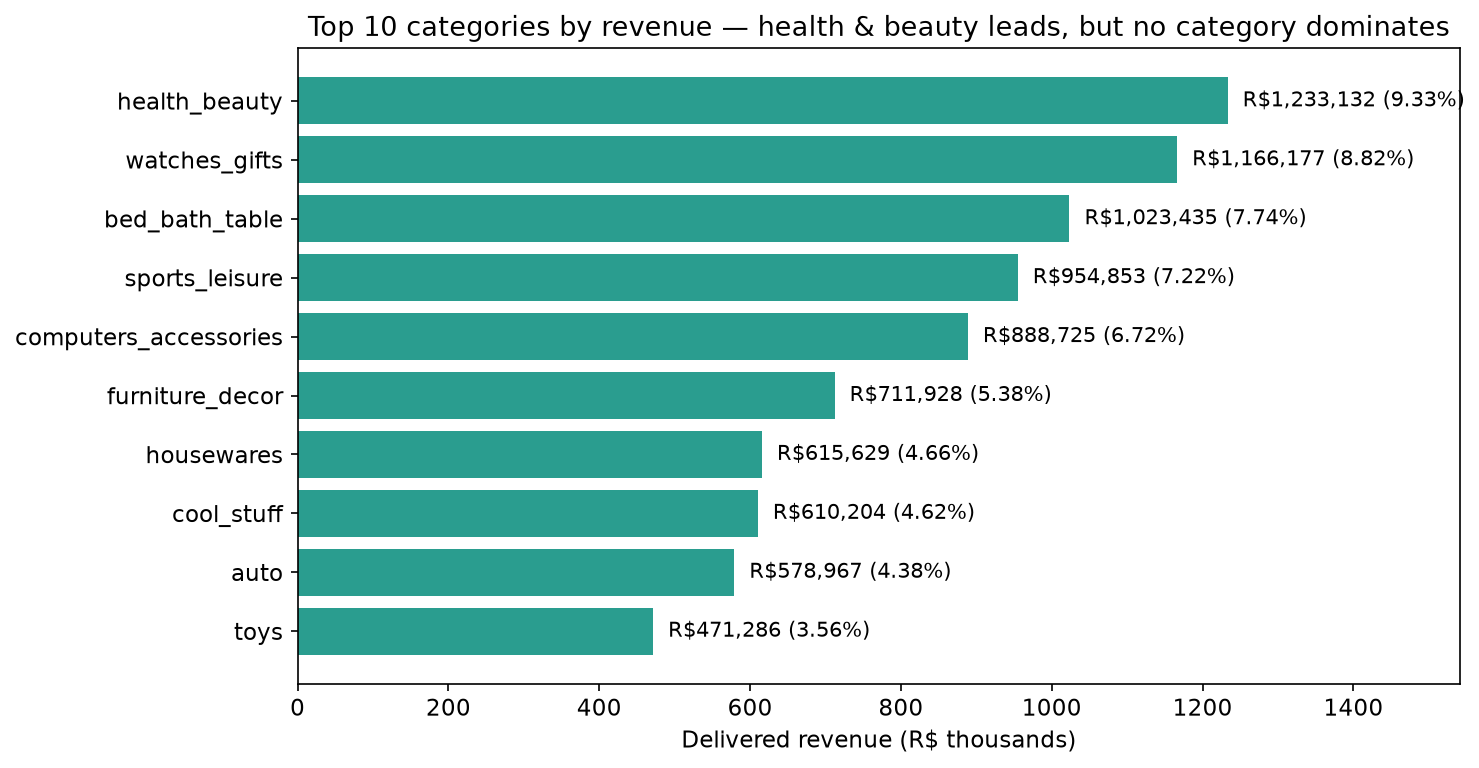 Top 10 categories by revenue — health & beauty leads, but no category dominates
health_beauty R$1,233,132 (9.33%)
watches_gifts R$1,166,177 (8.82%)
bed_bath_table R$1,023,435 (7.74%)
sports_leisure R$954,853 (7.22%)
computers_accessories R$888,725 (6.72%)
furniture_decor R$711,928 (5.38%)
housewares R$615,629 (4.66%)
cool_stuff R$610,204 (4.62%)
auto R$578,967 (4.38%)
toys R$471,286 (3.56%)
0 200 400 600 800 1000 1200 1400
Delivered revenue (R$ thousands)